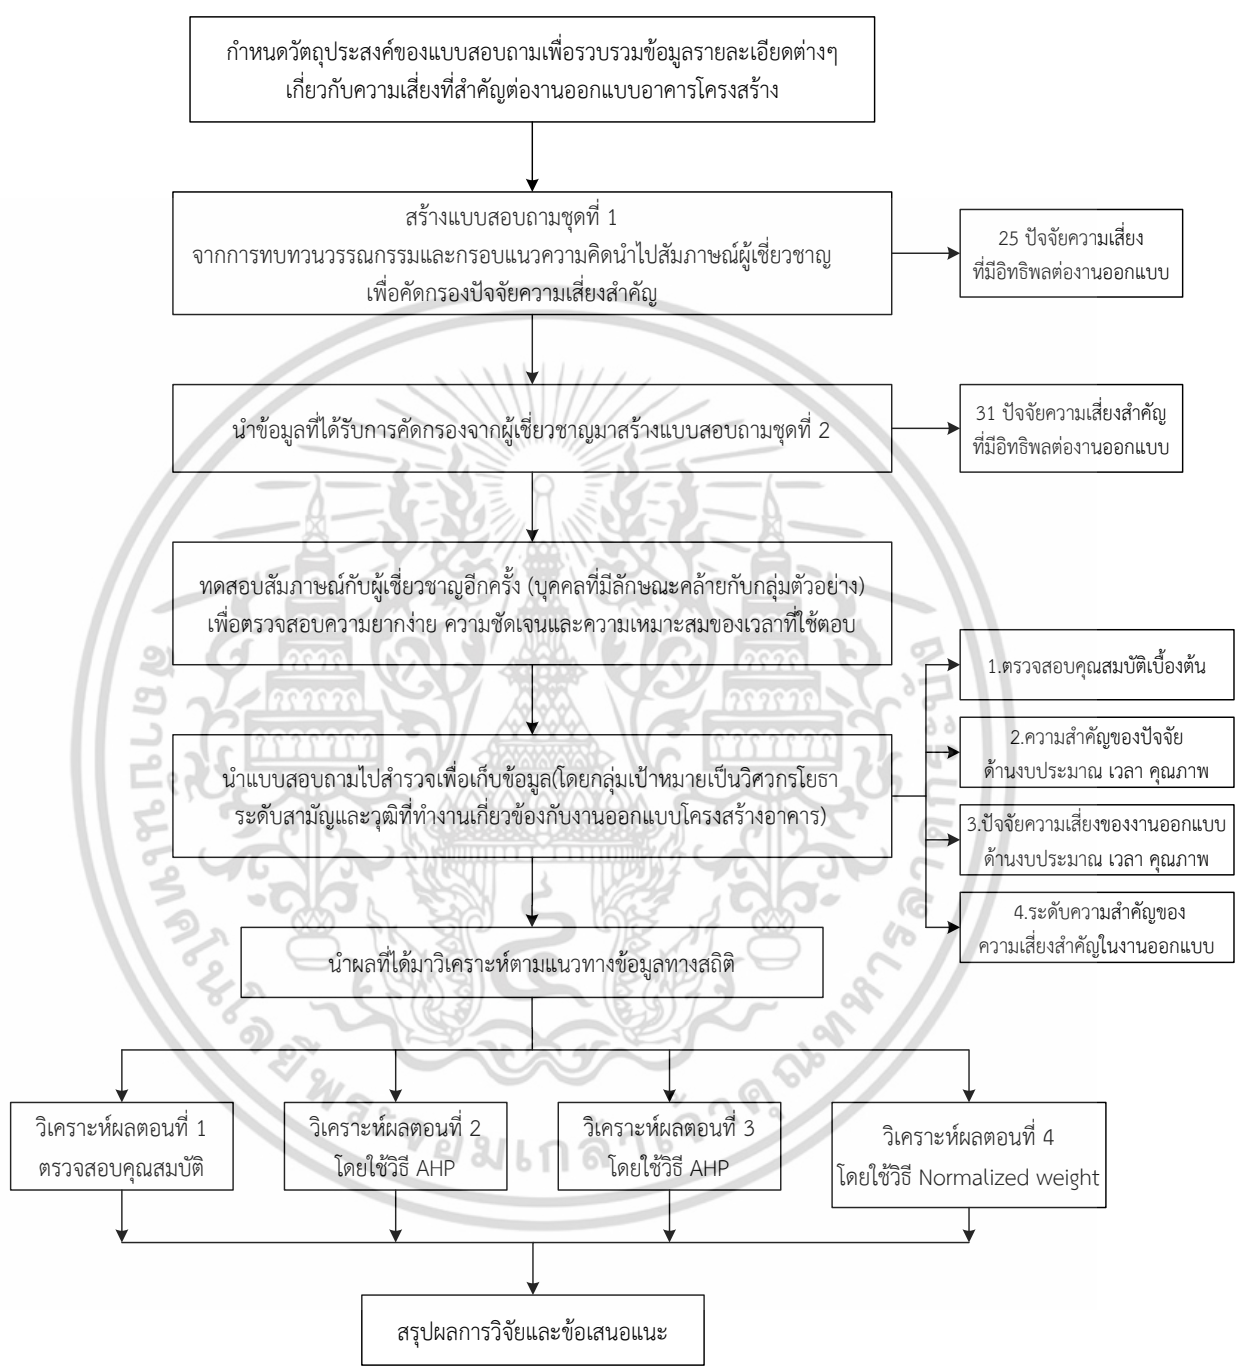 กำหนดวัตถุประสงค์ของแบบสอบถามเพื่อรวบรวมข้อมูลรายละเอียดต่างๆ
เกี่ยวกับความเสี่ยงที่สำคัญต่องานออกแบบอาคารโครงสร้าง
สร้างแบบสอบถามชุดที่ 1
จากการทบทวนวรรณกรรมและกรอบแนวความคิดนำไปสัมภาษณ์ผู้เชี่ยวชาญ
เพื่อคัดกรองปัจจัยความเสี่ยงสำคัญ
25 ปัจจัยความเสี่ยง
ที่มีอิทธิพลต่องานออกแบบ
นำข้อมูลที่ได้รับการคัดกรองจากผู้เชี่ยวชาญมาสร้างแบบสอบถามชุดที่ 2
31 ปัจจัยความเสี่ยงสำคัญ
ที่มีอิทธิพลต่องานออกแบบ
ทดสอบสัมภาษณ์กับผู้เชี่ยวชาญอีกครั้ง (บุคคลที่มีลักษณะคล้ายกับกลุ่มตัวอย่าง)
เพื่อตรวจสอบความยากง่าย ความชัดเจนและความเหมาะสมของเวลาที่ใช้ตอบ
นำแบบสอบถามไปสำรวจเพื่อเก็บข้อมูล(โดยกลุ่มเป้าหมายเป็นวิศวกรโยธา
ระดับสามัญและวุฒิที่ทำงานเกี่ยวข้องกับงานออกแบบโครงสร้างอาคาร)
1.ตรวจสอบคุณสมบัติเบื้องต้น
2.ความสำคัญของปัจจัย
ด้านงบประมาณ เวลา คุณภาพ
3.ปัจจัยความเสี่ยงของงานออกแบบ
ด้านงบประมาณ เวลา คุณภาพ
4.ระดับความสำคัญของ
ความเสี่ยงสำคัญในงานออกแบบ
นำผลที่ได้มาวิเคราะห์ตามแนวทางข้อมูลทางสถิติ
วิเคราะห์ผลตอนที่ 1
ตรวจสอบคุณสมบัติ
วิเคราะห์ผลตอนที่ 2
โดยใช้วิธี AHP
วิเคราะห์ผลตอนที่ 3
โดยใช้วิธี AHP
วิเคราะห์ผลตอนที่ 4
โดยใช้วิธี Normalized weight
สรุปผลการวิจัยและข้อเสนอแนะ
สถาบันเทคโนโลยีพระจอมเกล้าเจ้าคุณทหารลาดกระบัง